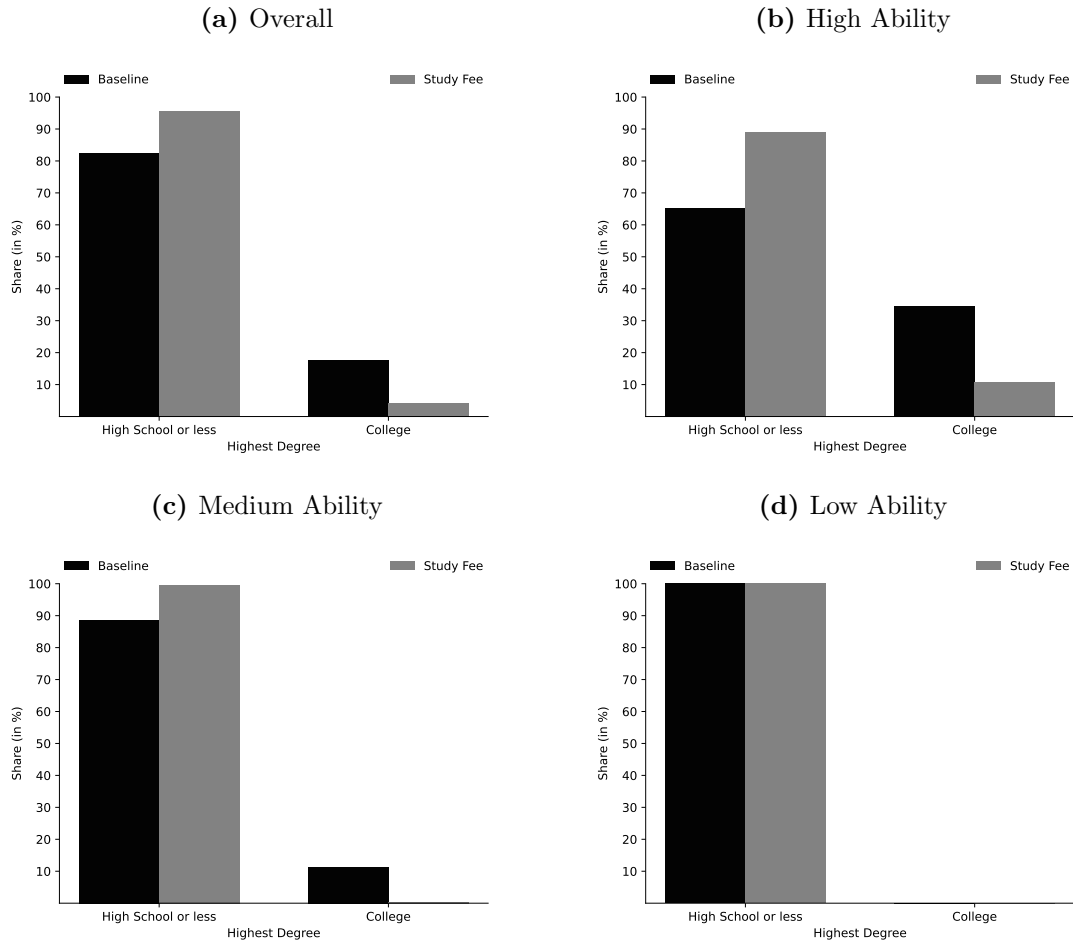 (a) Overall
Baseline Study Fee
100
90
80
70
60
50
40
30
20
10
Share (in %)
High School or less College
Highest Degree
(b) High Ability
Baseline Study Fee
100
90
80
70
60
50
40
30
20
10
Share (in %)
High School or less College
Highest Degree
(c) Medium Ability
Baseline Study Fee
100
90
80
70
60
50
40
30
20
10
Share (in %)
High School or less College
Highest Degree
(d) Low Ability
Baseline Study Fee
100
90
80
70
60
50
40
30
20
10
Share (in %)
High School or less College
Highest Degree